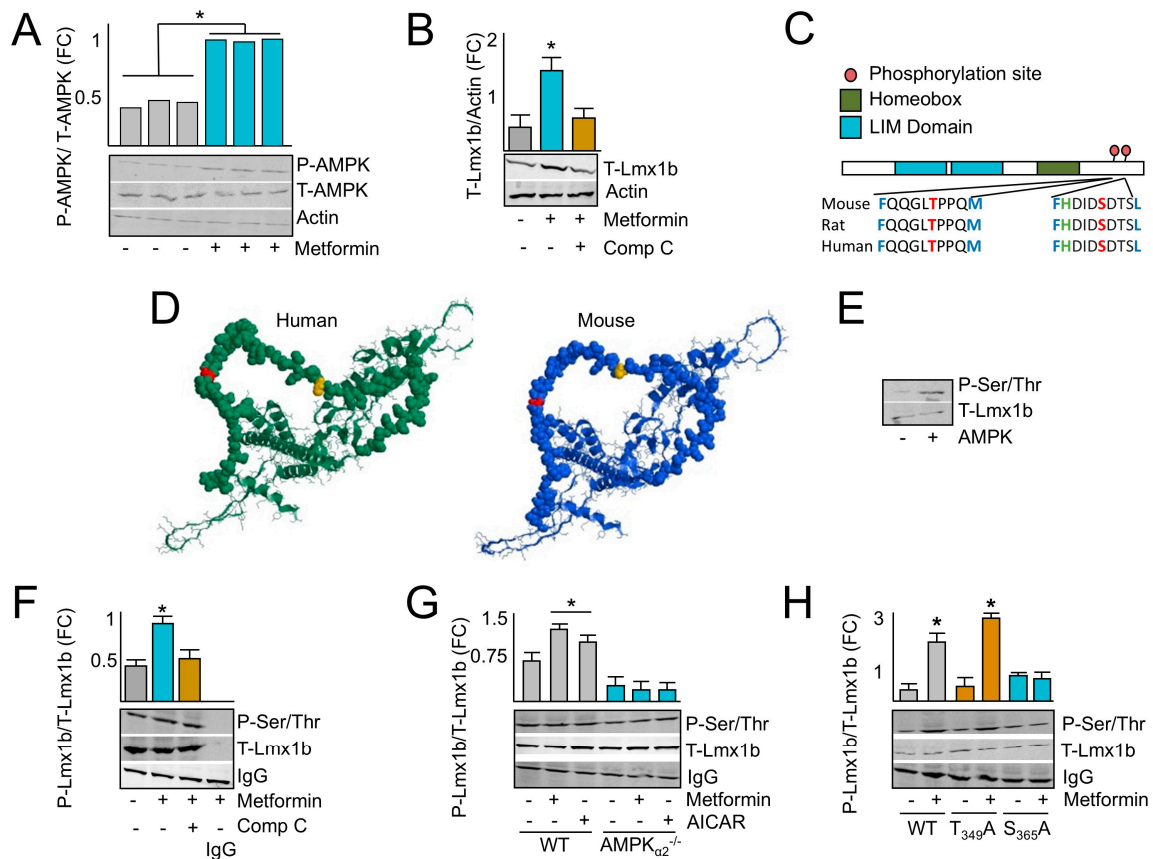 A
P-AMPK/ T-AMPK (FC)
1
0.5
*
P-AMPK
T-AMPK
Actin
- - - + + + Metformin
B
T-Lmx1b/Actin (FC)
2
1
*
T-Lmx1b
Actin
- + + Metformin
- - + Comp C
C
Phosphorylation site
Homeobox
LIM Domain
Mouse FQQGLTPPQM FHDIDSDTSL
Rat FQQGLTPPQM FHDIDSDTSL
Human FQQGLTPPQM FHDIDSDTSL
D
Human
Mouse
E
P-Ser/Thr
T-Lmx1b
- + AMPK
F
P-Lmx1b/T-Lmx1b (FC)
1
0.5
*
P-Ser/Thr
T-Lmx1b
IgG
- + + + Metformin
- - + Comp C
IgG
G
P-Lmx1b/T-Lmx1b (FC)
1.5
0.75
*
P-Ser/Thr
T-Lmx1b
IgG
- + - - + - Metformin
- - + - - + AICAR
WT AMPKα2-/-
H
P-Lmx1b/T-Lmx1b (FC)
3
1
* *
P-Ser/Thr
T-Lmx1b
IgG
- + - + - + Metformin
WT T349A S365A